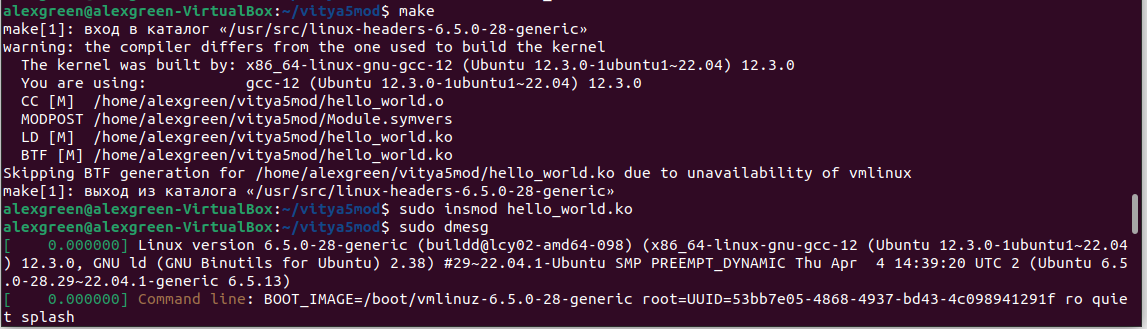 alexgreen@alexgreen-VirtualBox:~/vitya5mod$ make
make[1]: вход в каталог «/usr/src/linux-headers-6.5.0-28-generic»
warning: the compiler differs from the one used to build the kernel
  The kernel was built by: x86_64-linux-gnu-gcc-12 (Ubuntu 12.3.0-1ubuntu1~22.04) 12.3.0
  You are using:           gcc-12 (Ubuntu 12.3.0-1ubuntu1~22.04) 12.3.0
  CC [M]  /home/alexgreen/vitya5mod/hello_world.o
  MODPOST /home/alexgreen/vitya5mod/Module.symvers
  LD [M]  /home/alexgreen/vitya5mod/hello_world.ko
  BTF [M] /home/alexgreen/vitya5mod/hello_world.ko
Skipping BTF generation for /home/alexgreen/vitya5mod/hello_world.ko due to unavailability of vmlinux
make[1]: выход из каталога «/usr/src/linux-headers-6.5.0-28-generic»
alexgreen@alexgreen-VirtualBox:~/vitya5mod$ sudo insmod hello_world.ko
alexgreen@alexgreen-VirtualBox:~/vitya5mod$ sudo dmesg
[    0.000000] Linux version 6.5.0-28-generic (buildd@lcy02-amd64-098) (x86_64-linux-gnu-gcc-12 (Ubuntu 12.3.0-1ubuntu1~22.04
) 12.3.0, GNU ld (GNU Binutils for Ubuntu) 2.38) #29~22.04.1-Ubuntu SMP PREEMPT_DYNAMIC Thu Apr  4 14:39:20 UTC 2 (Ubuntu 6.5
.0-28.29~22.04.1-generic 6.5.13)
[    0.000000] Command line: BOOT_IMAGE=/boot/vmlinuz-6.5.0-28-generic root=UUID=53bb7e05-4868-4937-bd43-4c098941291f ro quie
t splash